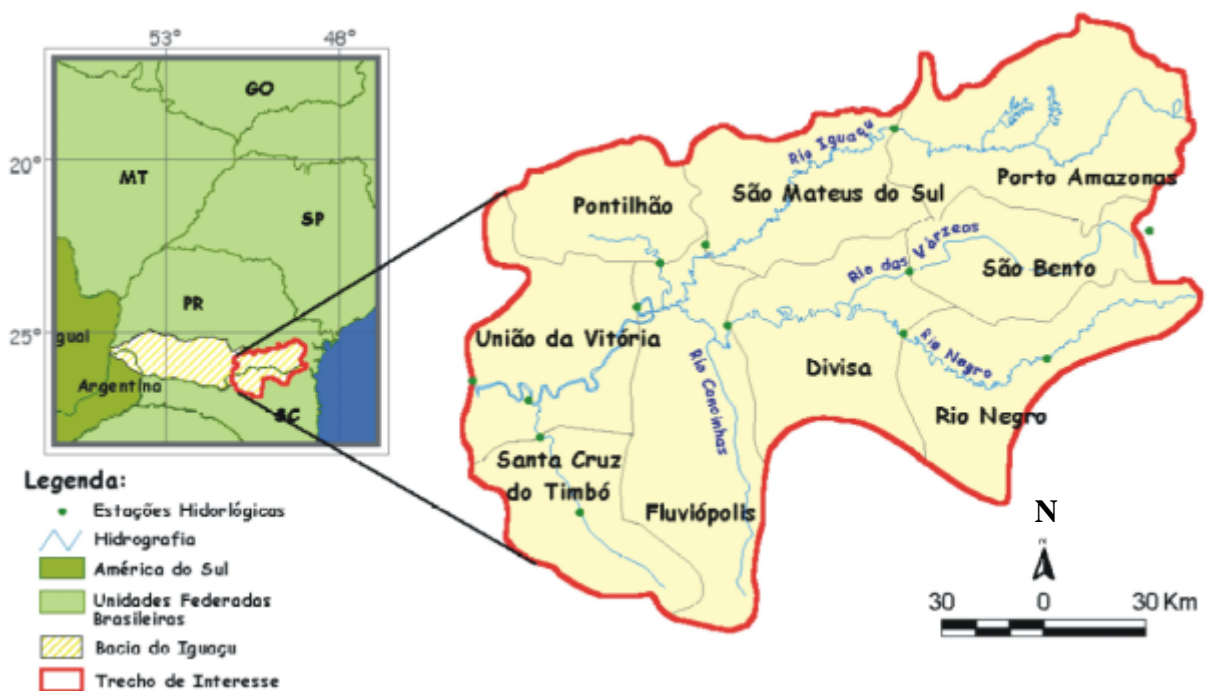 53°
48°
20°
25°
GO
MT
SP
PR
gual
Argentina
SC
Legenda:
Estações Hidorlógicas
Hidrografia
América do Sul
Unidades Federadas
Brasileiras
Bacia do Iguaçu
Trecho de Interesse
Rio Iguaçu
Pontilhão
São Mateus do Sul
Porto Amazonas
Rio das Várzeas
São Bento
União da Vitória
Rio Canoinhas
Divisa
Rio Negro
Rio Negro
Santa Cruz
do Timbó
Fluviópolis
N
N
30 0 30 Km